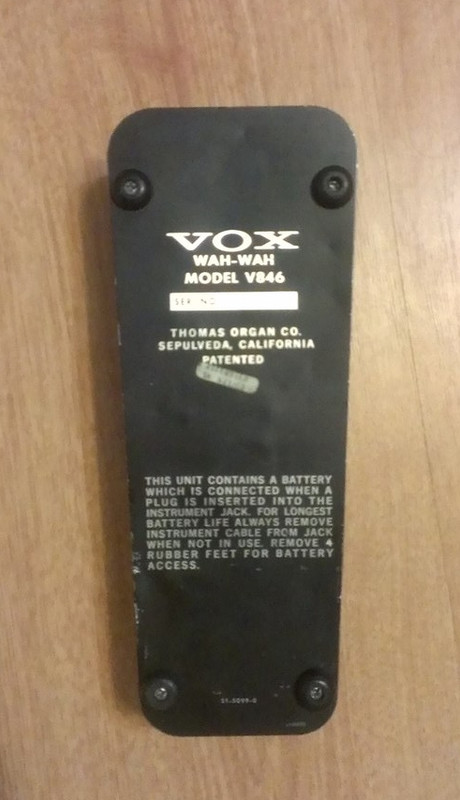 VOX
WAH-WAH
MODEL V846
SER. NO.
THOMAS ORGAN CO.
SEPULVEDA, CALIFORNIA
PATENTED
THIS UNIT CONTAINS A BATTERY
WHICH IS CONNECTED WHEN A
PLUG IS INSERTED INTO THE
INSTRUMENT JACK. FOR LONGEST
BATTERY LIFE ALWAYS REMOVE
INSTRUMENT CABLE FROM JACK
WHEN NOT IN USE. REMOVE 4
RUBBER FEET FOR BATTERY
ACCESS.